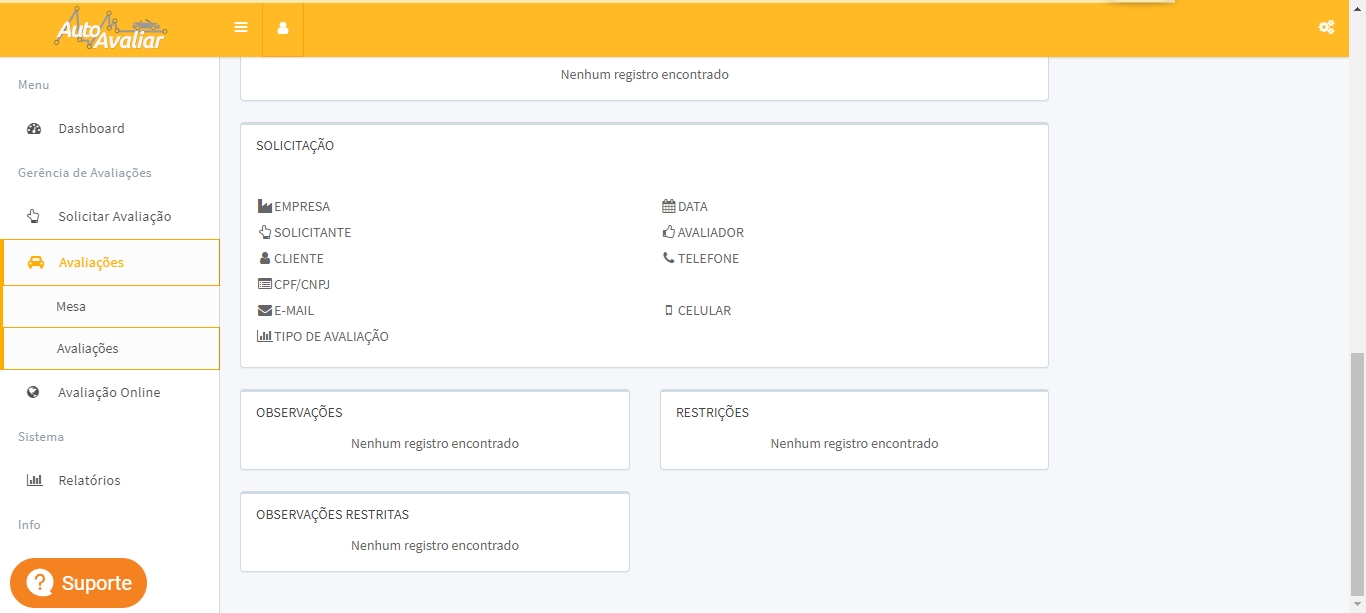 Auto
Avaliar
Menu
Dashboard
Gerência de Avaliações
Solicitar Avaliação
Avaliações
Mesa
Avaliações
Avaliação Online
Sistema
Relatórios
Info
Suporte
Nenhum registro encontrado
SOLICITAÇÃO
EMPRESA
DATA
SOLICITANTE
AVALIADOR
CLIENTE
TELEFONE
CPF/CNPJ
E-MAIL
CELULAR
TIPO DE AVALIAÇÃO
OBSERVAÇÕES
Nenhum registro encontrado
RESTRIÇÕES
Nenhum registro encontrado
OBSERVAÇÕES RESTRITAS
Nenhum registro encontrado